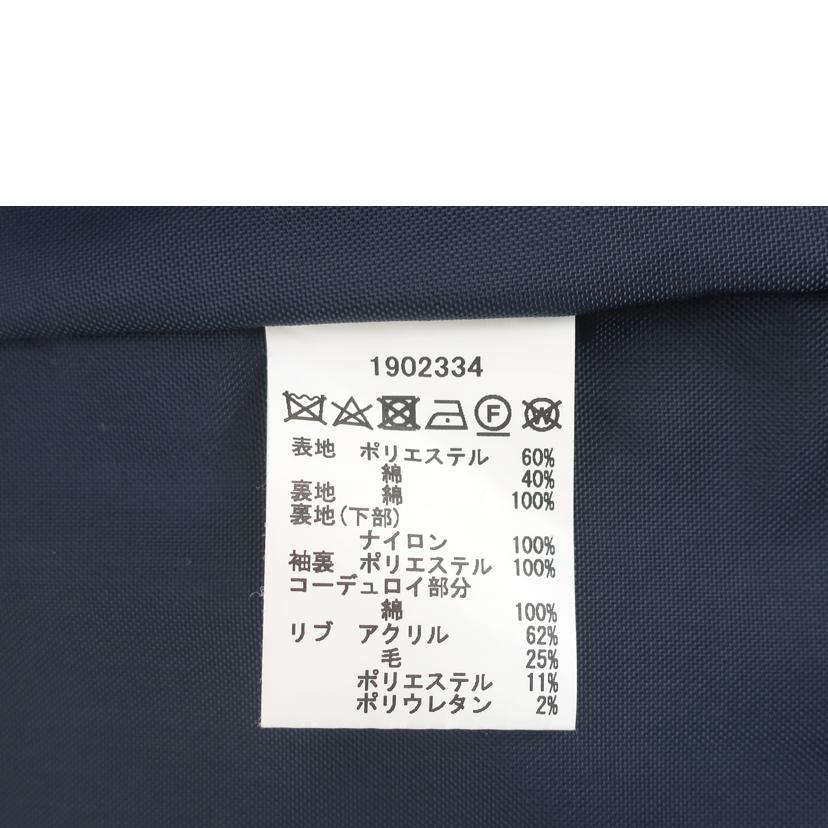 1902334
F W
表地 ポリエステル 60%
綿 40%
裏地 綿 100%
裏地(下部)
ナイロン 100%
袖裏 ポリエステル 100%
コーデュロイ部分
綿 100%
リブ アクリル 62%
毛 25%
ポリエステル 11%
ポリウレタン 2%